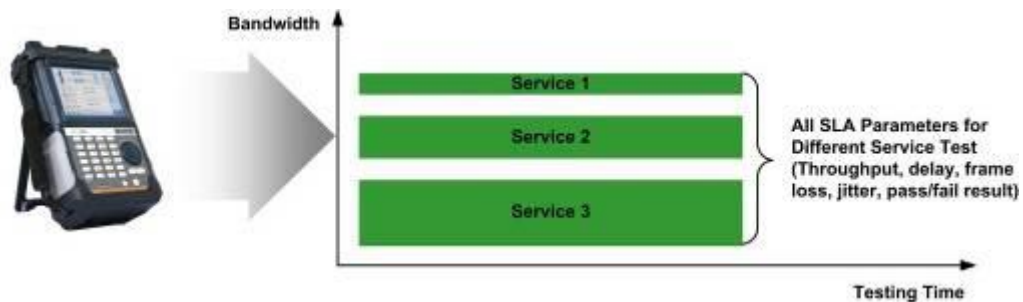 Bandwidth
Service 1
Service 2
Service 3
All SLA Parameters for
Different Service Test
(Throughput, delay, frame
loss, jitter, pass/fail result)
Testing Time